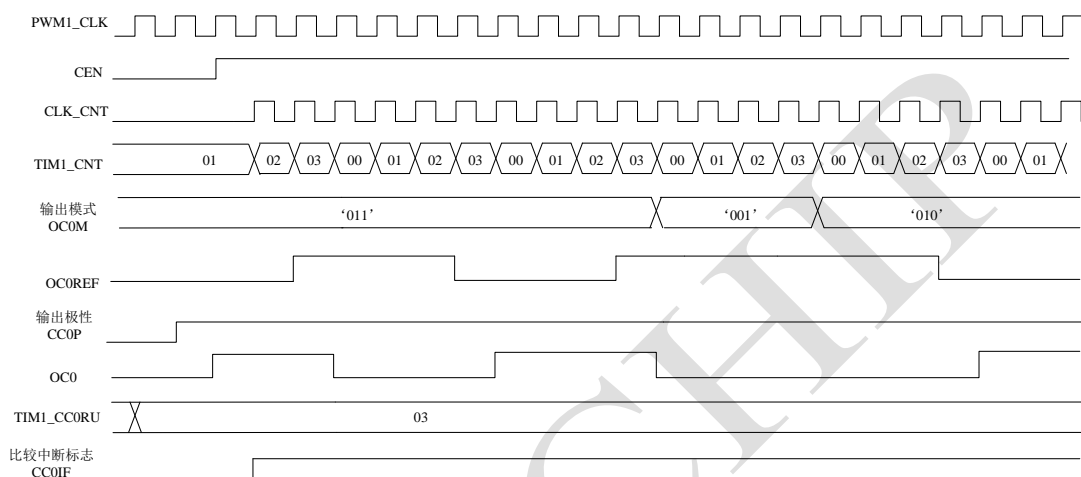 PWM1_CLK
CEN
CLK_CNT
TIM1_CNT 01 02 03 00 01 02 03 00 01 02 03 00 01 02 03 00 01 02 03 00 01
输出模式
OC0M ‘011’ ‘001’ ‘010’
OC0REF
输出极性
CC0P
OC0
TIM1_CC0RU 03
比较中断标志
CC0IF
CHIP